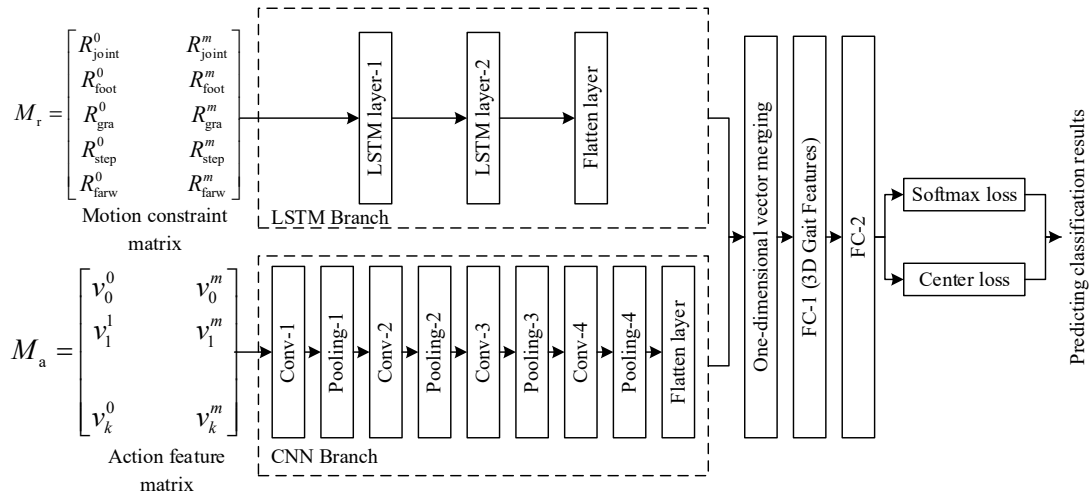 M_r = [R^0_joint R^m_joint
R^0_foot R^m_foot
R^0_gra R^m_gra
R^0_step R^m_step
R^0_farw R^m_farw]
Motion constraint
matrix
LSTM layer-1
LSTM layer-2
Flatten layer
LSTM Branch
M_a = [v^0_0 v^m_0
v^1_1 v^m_1
v^0_k v^m_k]
Action feature
matrix
Conv-1
Pooling-1
Conv-2
Pooling-2
Conv-3
Pooling-3
Conv-4
Pooling-4
Flatten layer
CNN Branch
One-dimensional vector merging
FC-1 (3D Gait Features)
FC-2
Softmax loss
Center loss
Predicting classification results